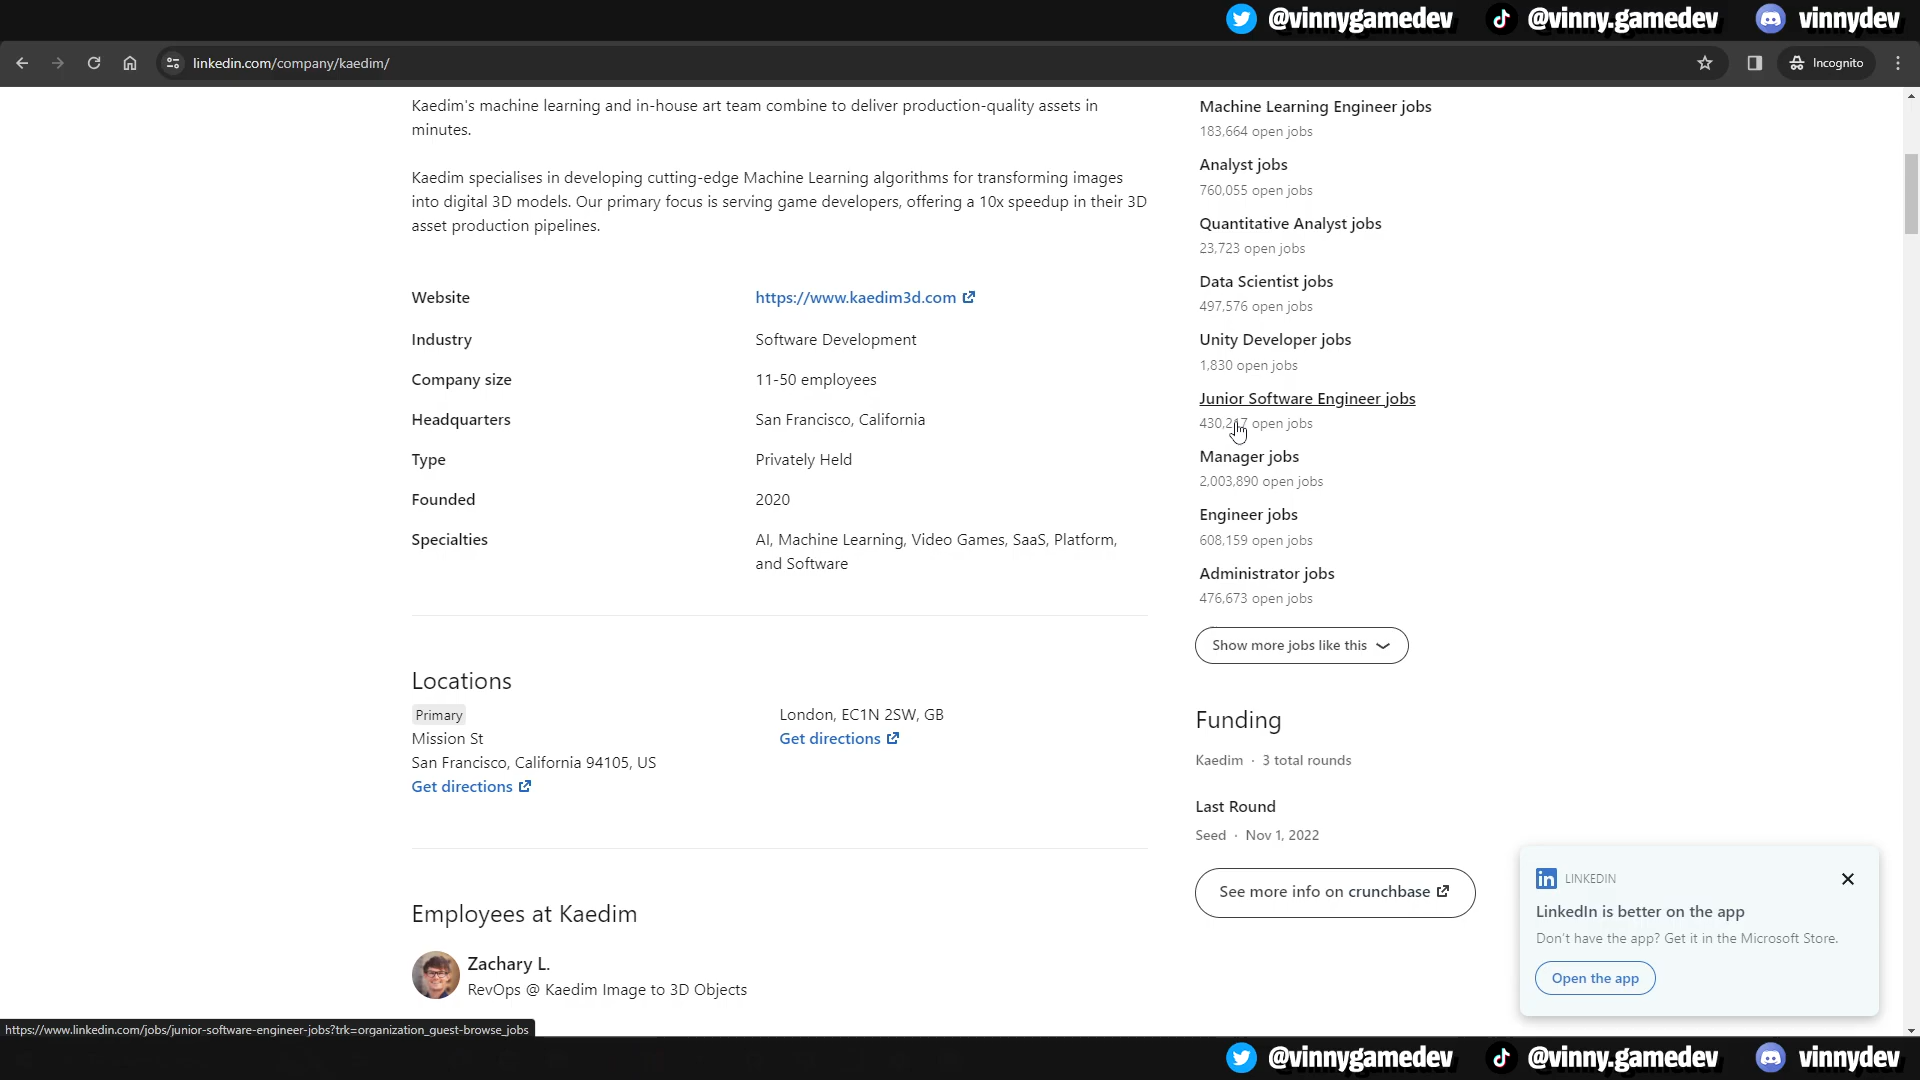 @vinnygamedev @vinny.gamedev vinnydev
linkedin.com/company/kaedim/
Incognito
Kaedim's machine learning and in-house art team combine to deliver production-quality assets in
minutes.
Kaedim specialises in developing cutting-edge Machine Learning algorithms for transforming images
into digital 3D models. Our primary focus is serving game developers, offering a 10x speedup in their 3D
asset production pipelines.
Website https://www.kaedim3d.com
Industry Software Development
Company size 11-50 employees
Headquarters San Francisco, California
Type Privately Held
Founded 2020
Specialties AI, Machine Learning, Video Games, SaaS, Platform,
and Software
Locations
Primary
Mission St
San Francisco, California 94105, US
Get directions
London, EC1N 2SW, GB
Get directions
Employees at Kaedim
Zachary L.
RevOps @ Kaedim Image to 3D Objects
Machine Learning Engineer jobs
183,664 open jobs
Analyst jobs
760,055 open jobs
Quantitative Analyst jobs
23,723 open jobs
Data Scientist jobs
497,576 open jobs
Unity Developer jobs
1,830 open jobs
Junior Software Engineer jobs
open jobs
Manager jobs
2,003,890 open jobs
Engineer jobs
608,159 open jobs
Administrator jobs
476,673 open jobs
Show more jobs like this
Funding
Kaedim · 3 total rounds
Last Round
Seed · Nov 1, 2022
See more info on crunchbase
in LINKEDIN
LinkedIn is better on the app
Don't have the app? Get it in the Microsoft Store.
Open the app
https://www.linkedin.com/jobs/junior-software-engineer-jobs?trk=organization_guest-browse_jobs
@vinnygamedev @vinny.gamedev vinnydev